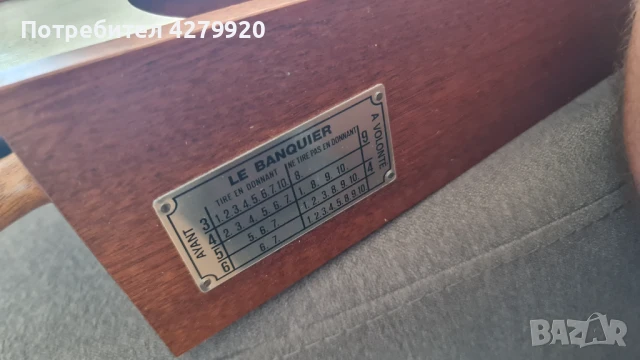 Потребител 4279920
LE BANQUIER
TIRE EN DONNANT NE TIRE PAS EN DONNANT
AYANT A VOLONTE
3 1.2.3.4.5.6.7.10 8 9
4 2.3.4.5.6.7 1.8.9.10 4
5 5.6.7 1.2.3.8.9.10
6 6.7 1.2.3.4.5.8.9.10
BAZAR